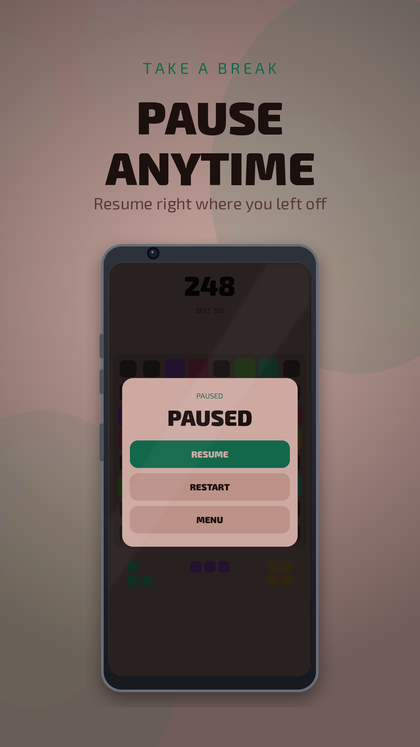 TAKE A BREAK
PAUSE
ANYTIME
Resume right where you left off
248
PAUSED
PAUSED
RESUME
RESTART
MENU